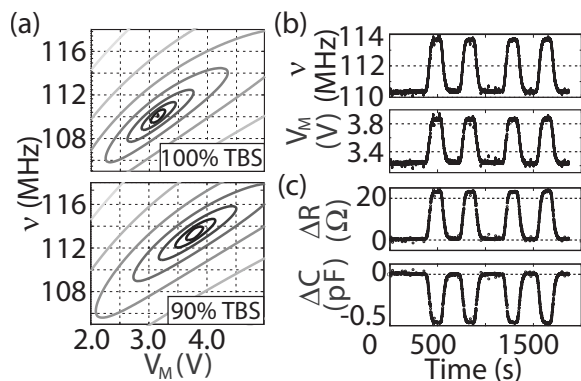 (a)
116
112
108
100% TBS
ν (MHz)
116
112
108
90% TBS
2.0 3.0 4.0
V_M (V)
(b)
114
112
110
ν
(MHz)
3.8
3.4
V_M
(V)
(c)
20
0
ΔR
(Ω)
0
-0.5
ΔC
(pF)
0 500 1500
Time (s)